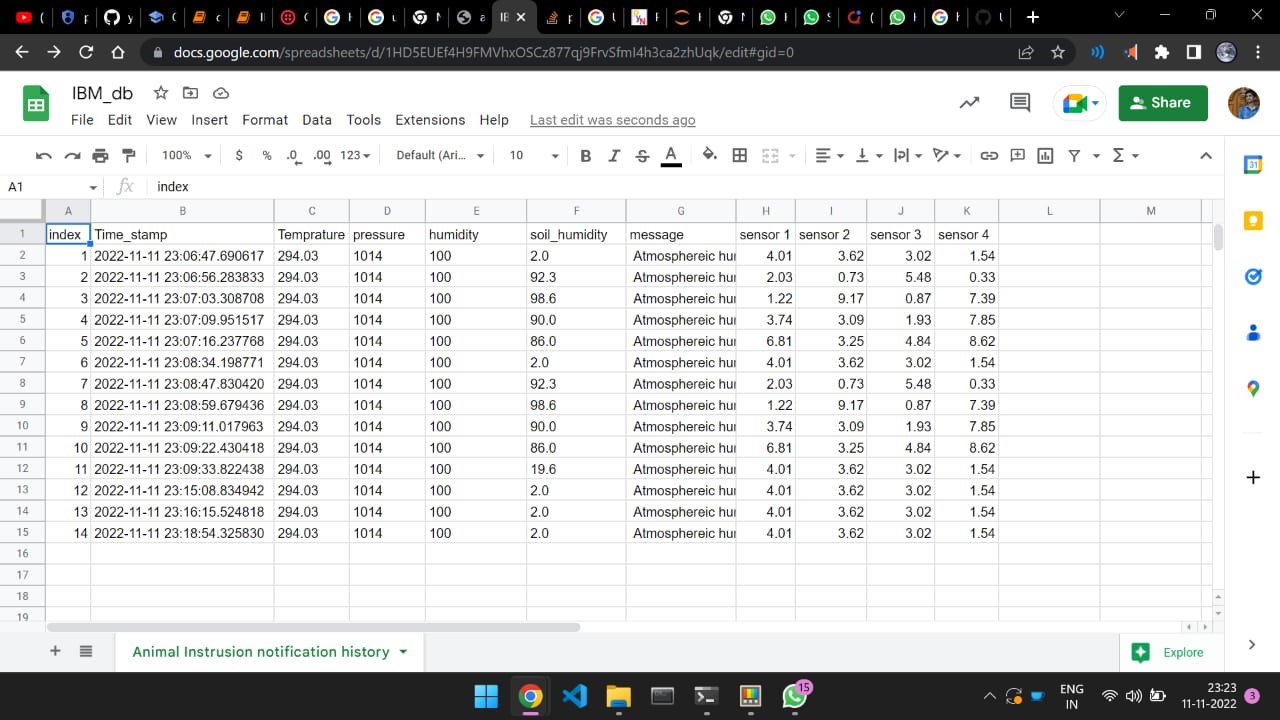 docs.google.com/spreadsheets/d/1HD5EUEf4H9FMVhxOSCz877qj9FrvSfmI4h3ca2zhUqk/edit#gid=0
IBM_db
File Edit View Insert Format Data Tools Extensions Help Last edit was seconds ago
Share
100% $ % .0 .00 123 Default (Ari... 10 B I S A
A1 fx index
A B C D E F G H I J K L M
1 index Time_stamp Temprature pressure humidity soil_humidity message sensor 1 sensor 2 sensor 3 sensor 4
2 1 2022-11-11 23:06:47.690617 294.03 1014 100 2.0 Atmosphereic hu 4.01 3.62 3.02 1.54
3 2 2022-11-11 23:06:56.283833 294.03 1014 100 92.3 Atmosphereic hu 2.03 0.73 5.48 0.33
4 3 2022-11-11 23:07:03.308708 294.03 1014 100 98.6 Atmosphereic hu 1.22 9.17 0.87 7.39
5 4 2022-11-11 23:07:09.951517 294.03 1014 100 90.0 Atmosphereic hu 3.74 3.09 1.93 7.85
6 5 2022-11-11 23:07:16.237768 294.03 1014 100 86.0 Atmosphereic hu 6.81 3.25 4.84 8.62
7 6 2022-11-11 23:08:34.198771 294.03 1014 100 2.0 Atmosphereic hu 4.01 3.62 3.02 1.54
8 7 2022-11-11 23:08:47.830420 294.03 1014 100 92.3 Atmosphereic hu 2.03 0.73 5.48 0.33
9 8 2022-11-11 23:08:59.679436 294.03 1014 100 98.6 Atmosphereic hu 1.22 9.17 0.87 7.39
10 9 2022-11-11 23:09:11.017963 294.03 1014 100 90.0 Atmosphereic hu 3.74 3.09 1.93 7.85
11 10 2022-11-11 23:09:22.430418 294.03 1014 100 86.0 Atmosphereic hu 6.81 3.25 4.84 8.62
12 11 2022-11-11 23:09:33.822438 294.03 1014 100 19.6 Atmosphereic hu 4.01 3.62 3.02 1.54
13 12 2022-11-11 23:15:08.834942 294.03 1014 100 2.0 Atmosphereic hu 4.01 3.62 3.02 1.54
14 13 2022-11-11 23:16:15.524818 294.03 1014 100 2.0 Atmosphereic hu 4.01 3.62 3.02 1.54
15 14 2022-11-11 23:18:54.325830 294.03 1014 100 2.0 Atmosphereic hu 4.01 3.62 3.02 1.54
16
17
18
19
Animal Instrusion notification history
Explore
15
ENG
IN
23:23
11-11-2022
3